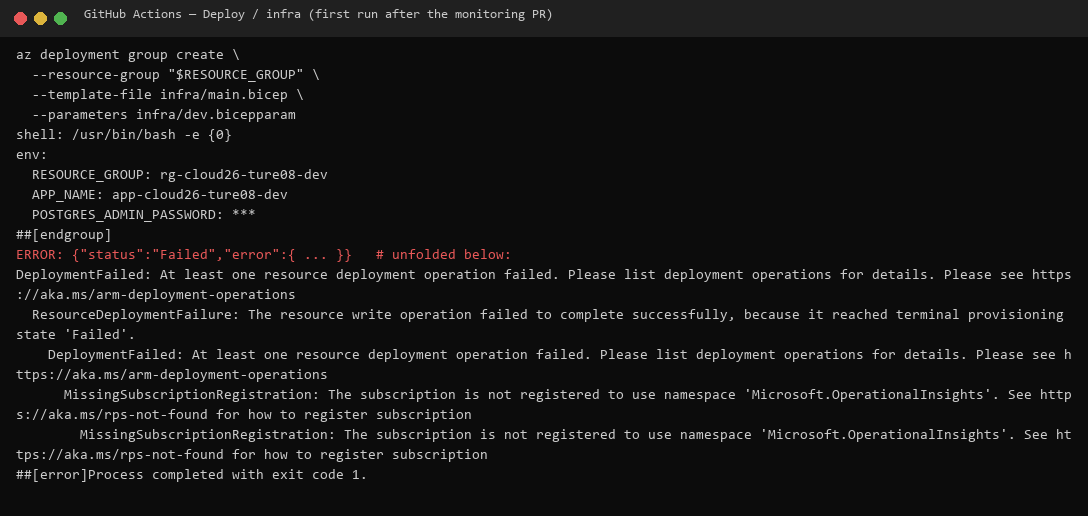 GitHub Actions — Deploy / infra (first run after the monitoring PR)
az deployment group create \
  --resource-group "$RESOURCE_GROUP" \
  --template-file infra/main.bicep \
  --parameters infra/dev.bicepparam
shell: /usr/bin/bash -e {0}
env:
  RESOURCE_GROUP: rg-cloud26-ture08-dev
  APP_NAME: app-cloud26-ture08-dev
  POSTGRES_ADMIN_PASSWORD: ***
##[endgroup]
ERROR: {"status":"Failed","error":{ ... }}   # unfolded below:
DeploymentFailed: At least one resource deployment operation failed. Please list deployment operations for details. Please see https
://aka.ms/arm-deployment-operations
  ResourceDeploymentFailure: The resource write operation failed to complete successfully, because it reached terminal provisioning
state 'Failed'.
    DeploymentFailed: At least one resource deployment operation failed. Please list deployment operations for details. Please see h
ttps://aka.ms/arm-deployment-operations
      MissingSubscriptionRegistration: The subscription is not registered to use namespace 'Microsoft.OperationalInsights'. See http
s://aka.ms/rps-not-found for how to register subscription
        MissingSubscriptionRegistration: The subscription is not registered to use namespace 'Microsoft.OperationalInsights'. See ht
tps://aka.ms/rps-not-found for how to register subscription
##[error]Process completed with exit code 1.